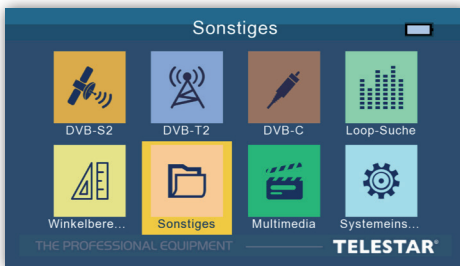 Sonstiges
DVB-S2 DVB-T2 DVB-C Loop-Suche
Winkelbere... Sonstiges Multimedia Systemeins...
THE PROFESSIONAL EQUIPMENT TELESTAR®